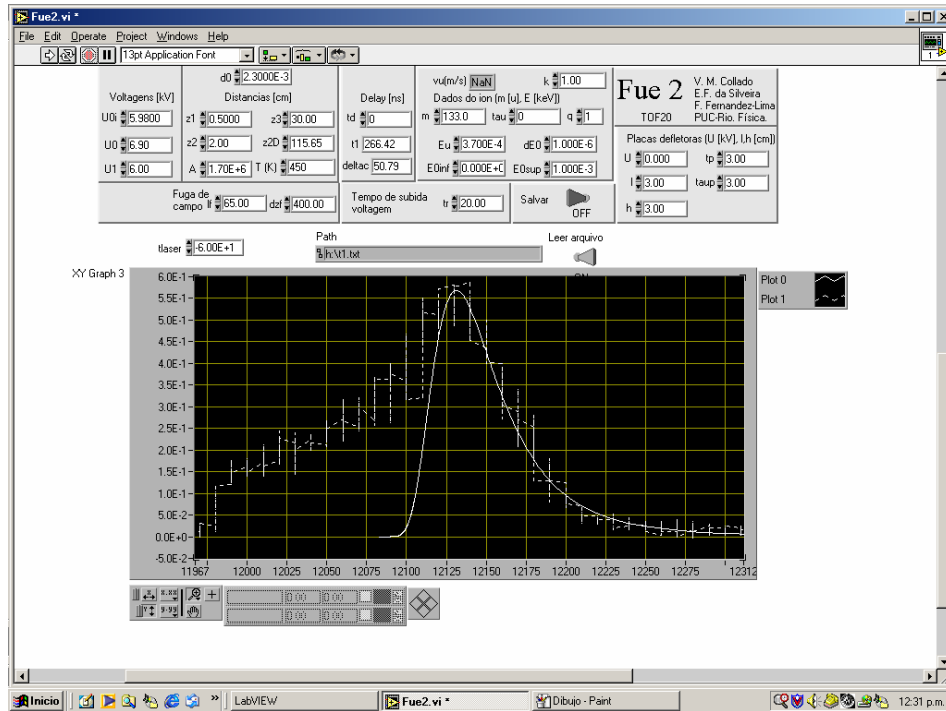 Fue2.vi *
File Edit Operate Project Windows Help
13pt Application Font
1
Voltagens [kV]
U0i 5.9800
U0 6.90
U1 6.00
d0 2.3000E-3
Distancias [cm]
z1 0.5000 z3 30.00
z2 2.00 z2D 115.65
A 1.70E+6 T (K) 450
Delay [ns]
td 0
t1 266.42
deltac 50.79
vu(m/s) NaN k 1.00
Dados do ion (m [u], E [keV])
m 133.0 tau 0 q 1
Eu 3.700E-4 dE0 1.000E-6
E0inf 0.000E+0 E0sup 1.000E-3
Fue 2
TOF20
V. M. Collado
E.F. da Silveira
F. Fernandez-Lima
PUC-Rio. Física.
Placas defletoras (U [kV], l,h [cm])
U 0.000 tp 3.00
l 3.00 taup 3.00
h 3.00
Fuga de campo lf 65.00 dzf 400.00
Tempo de subida voltagem tr 20.00
Salvar OFF
tlaser -6.00E+1
Path
h:\t1.txt
Leer arquivo
XY Graph 3
Plot 0
Plot 1
6.0E-1
5.5E-1
5.0E-1
4.5E-1
4.0E-1
3.5E-1
3.0E-1
2.5E-1
2.0E-1
1.5E-1
1.0E-1
5.0E-2
0.0E+0
-5.0E-2
11967 12000 12025 12050 12075 12100 12125 12150 12175 12200 12225 12250 12275 12312
Inicio
LabVIEW
Fue2.vi *
Dibujo - Paint
12:31 p.m.